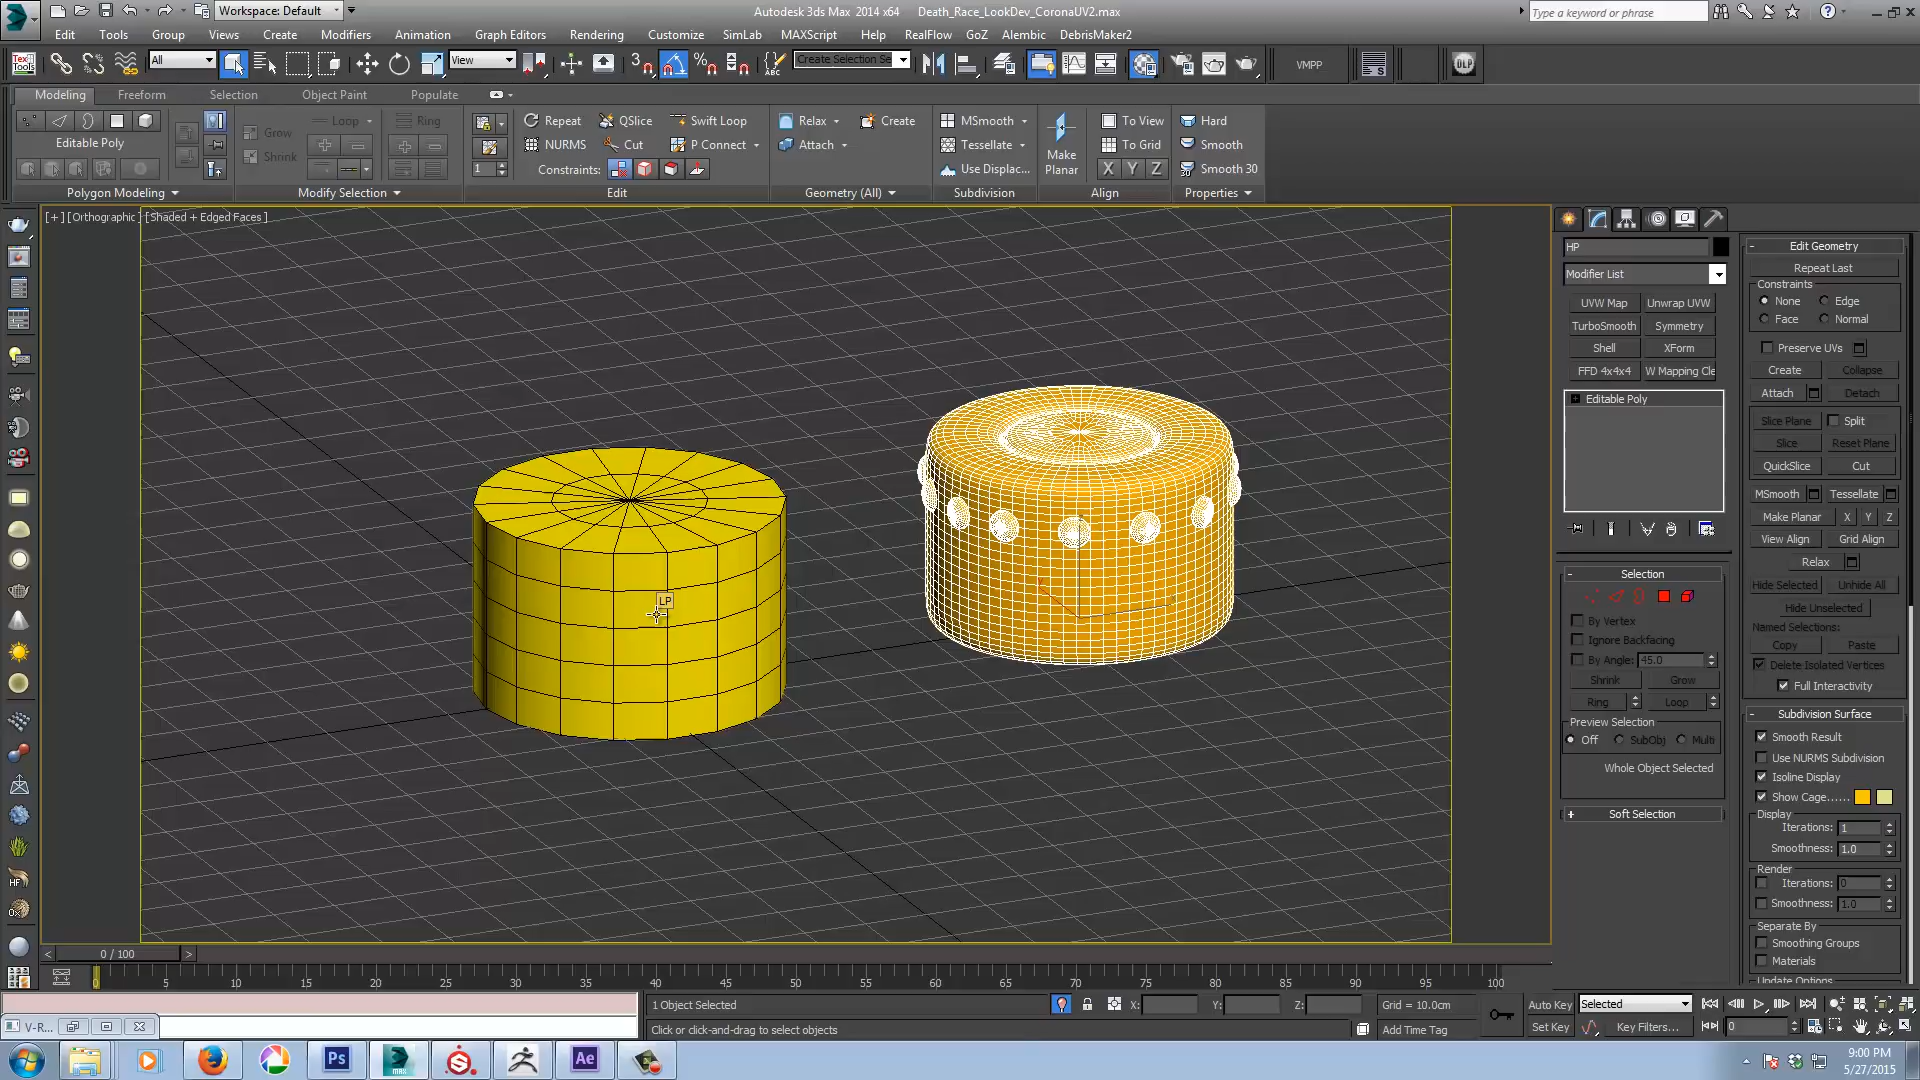 Workspace: Default
Autodesk 3ds Max 2014 x64 Death_Race_LookDev_CoronaUV2.max
Type a keyword or phrase
Edit Tools Group Views Create Modifiers Animation Graph Editors Rendering Customize SimLab MAXScript Help RealFlow GoZ Alembic DebrisMaker2
All View Create Selection Se VMPP DLP
Modeling Freeform Selection Object Paint Populate
Loop Ring Repeat QSlice Swift Loop Relax Create MSmooth To View Hard
Editable Poly Grow NURMS Cut P Connect Attach Tessellate To Grid Smooth
Shrink 1 Constraints: Use Displac... Make Planar X Y Z Smooth 30
Polygon Modeling Modify Selection Edit Geometry (All) Subdivision Align Properties
[+] [Orthographic] [Shaded + Edged Faces]
LP
HP
Modifier List
UVW Map Unwrap UVW
TurboSmooth Symmetry
Shell XForm
FFD 4x4x4 W Mapping Cle
Editable Poly
- Selection
By Vertex
Ignore Backfacing
By Angle: 45.0
Shrink Grow
Ring Loop
Preview Selection
Off SubObj Multi
Whole Object Selected
+ Soft Selection
- Edit Geometry
Repeat Last
Constraints
None Edge
Face Normal
Preserve UVs
Create Collapse
Attach Detach
Slice Plane Split
Slice Reset Plane
QuickSlice Cut
MSmooth Tessellate
Make Planar X Y Z
View Align Grid Align
Relax
Hide Selected Unhide All
Hide Unselected
Named Selections:
Copy Paste
Delete Isolated Vertices
Full Interactivity
- Subdivision Surface
Smooth Result
Use NURMS Subdivision
Isoline Display
Show Cage......
Display
Iterations: 1
Smoothness: 1.0
Render
Iterations: 0
Smoothness: 1.0
Separate By
Smoothing Groups
Materials
Update Options
< 0 / 100 >
0 5 10 15 20 25 30 35 40 45 50 55 60 65 70 75 80 85 90 95 100
1 Object Selected X: Y: Z: Grid = 10.0cm Auto Key Selected
Click or click-and-drag to select objects Add Time Tag Set Key Key Filters... 0
V-R...
Ps MAX Ae
9:00 PM
5/27/2015